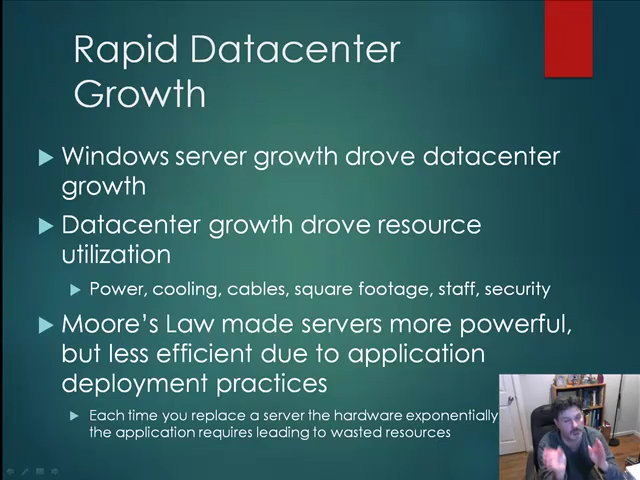 Rapid Datacenter
Growth
Windows server growth drove datacenter
growth
Datacenter growth drove resource
utilization
Power, cooling, cables, square footage, staff, security
Moore's Law made servers more powerful,
but less efficient due to application
deployment practices
Each time you replace a server the hardware exponentially
the application requires leading to wasted resources